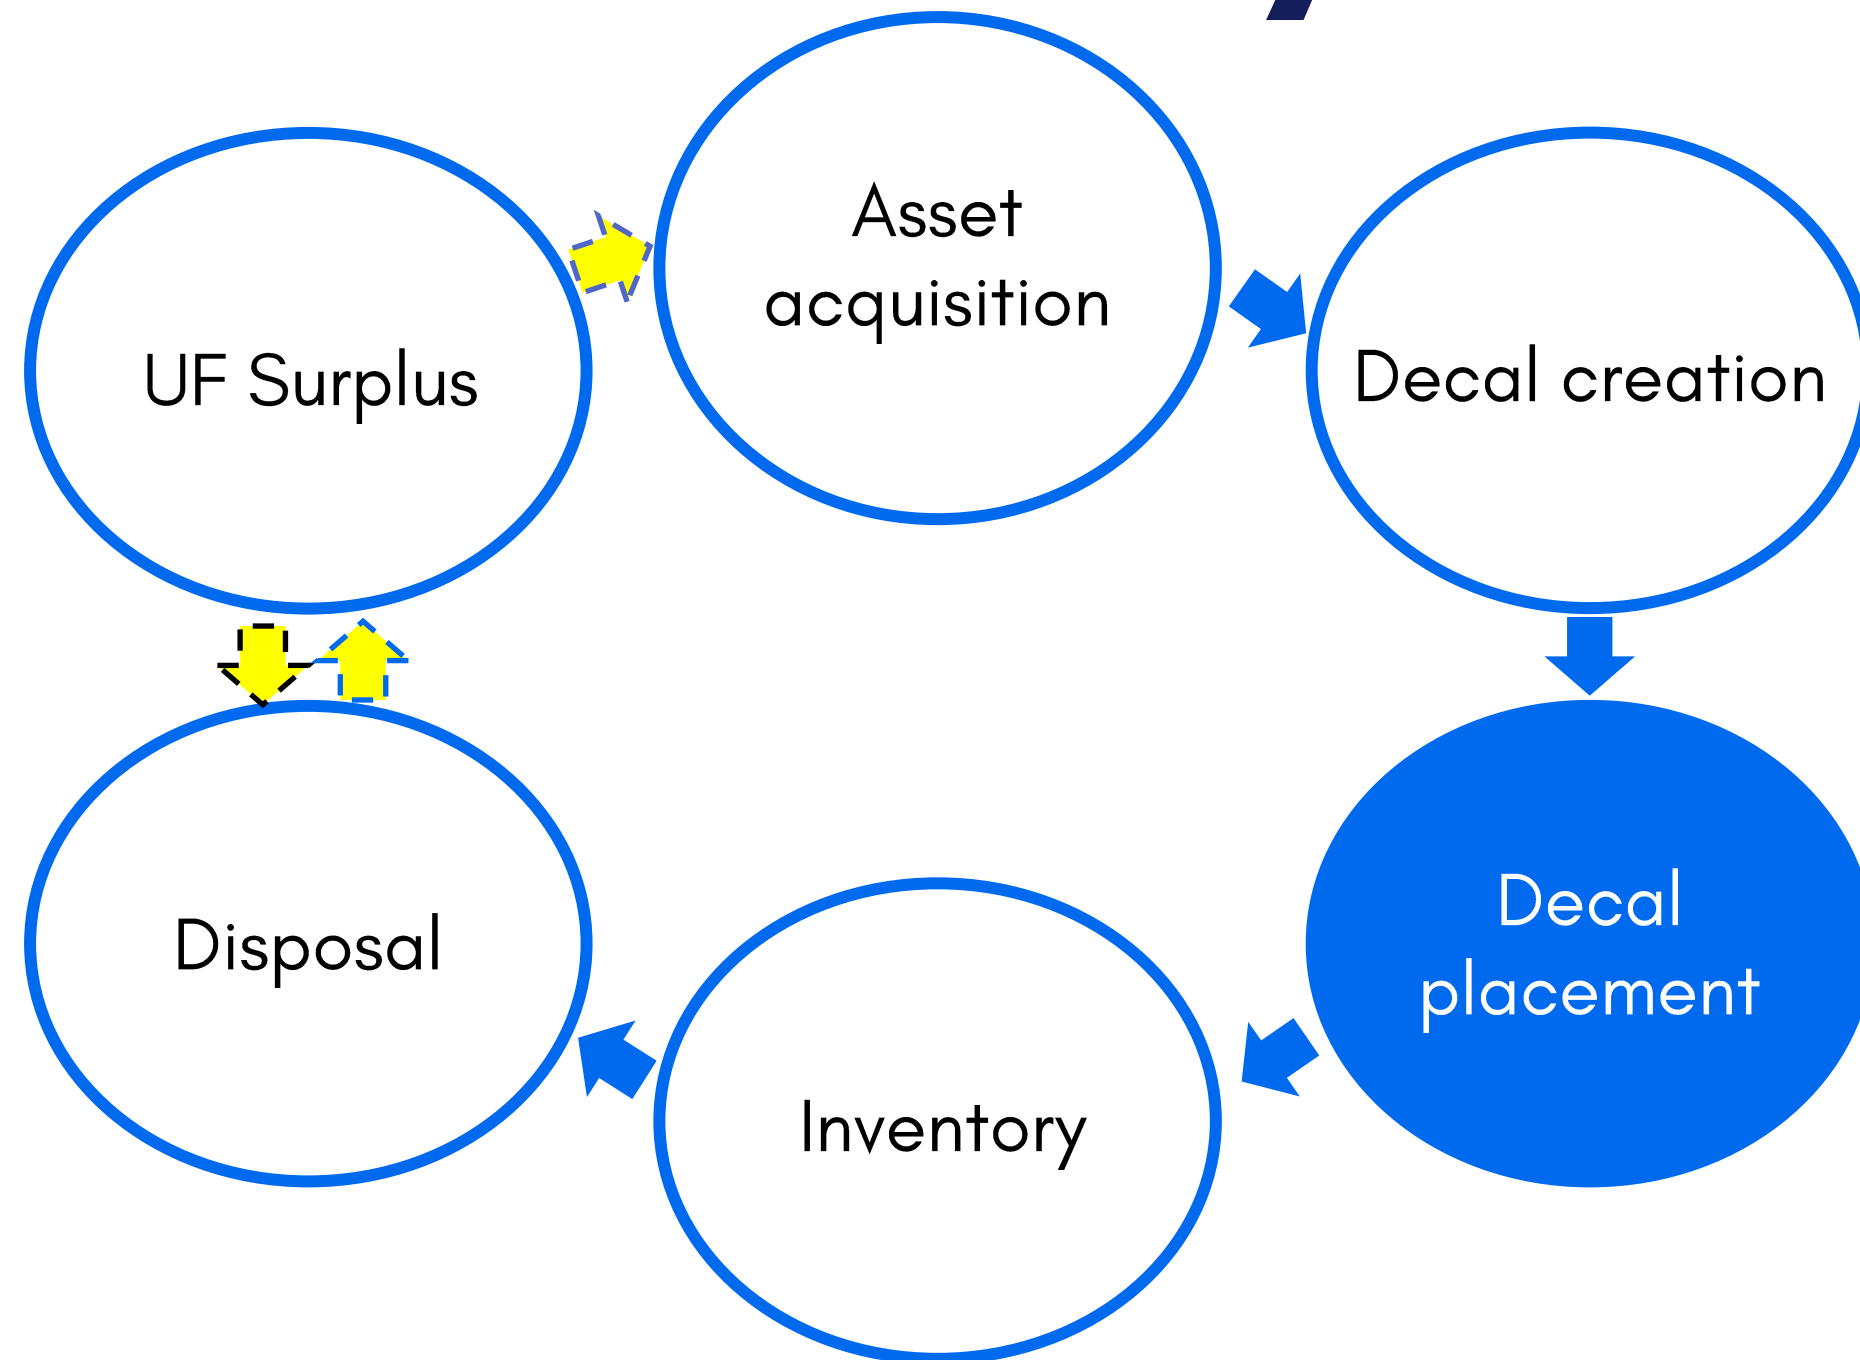 Asset
acquisition
UF Surplus
Decal creation
Disposal
Decal
placement
Inventory